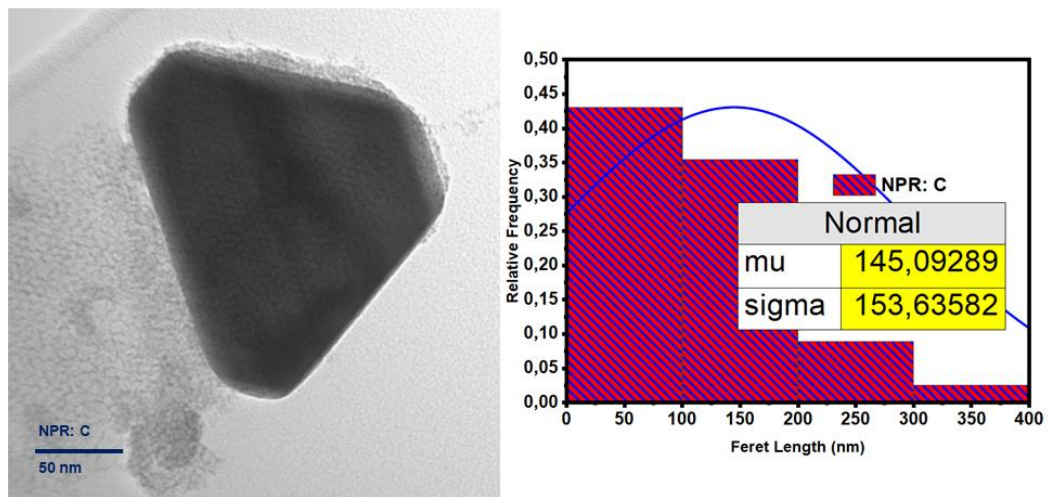 NPR: C
50 nm
0,50
0,45
0,40
0,35
0,30
0,25
0,20
0,15
0,10
0,05
0,00
Relative Frequency
NPR: C
Normal
mu 145,09289
sigma 153,63582
0 50 100 150 200 250 300 350 400
Feret Length (nm)